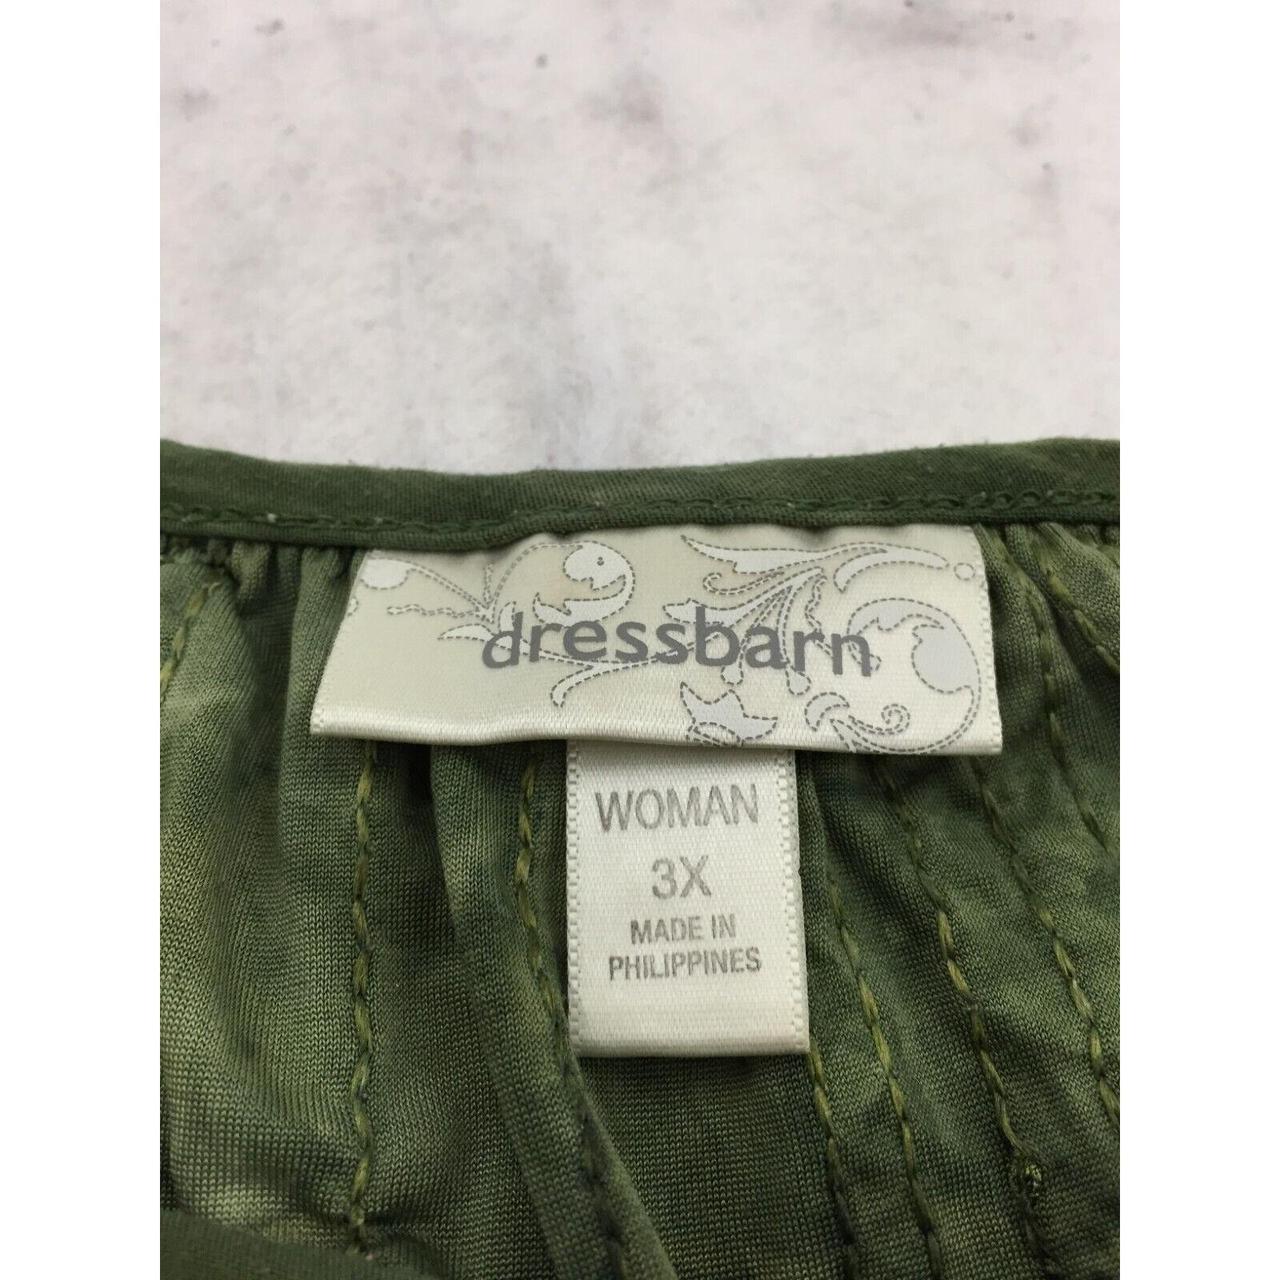 dressbarn
WOMAN
3X
MADE IN
PHILIPPINES